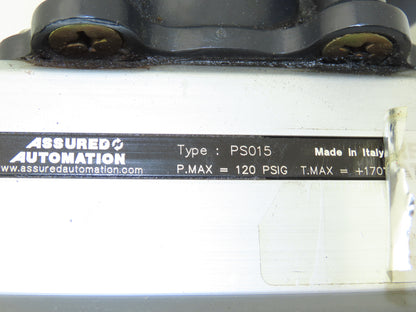 ASSURED
AUTOMATION
www.assuredautomation.com
Type : PS015 Made In Italy
P.MAX = 120 PSIG T.MAX = +170°